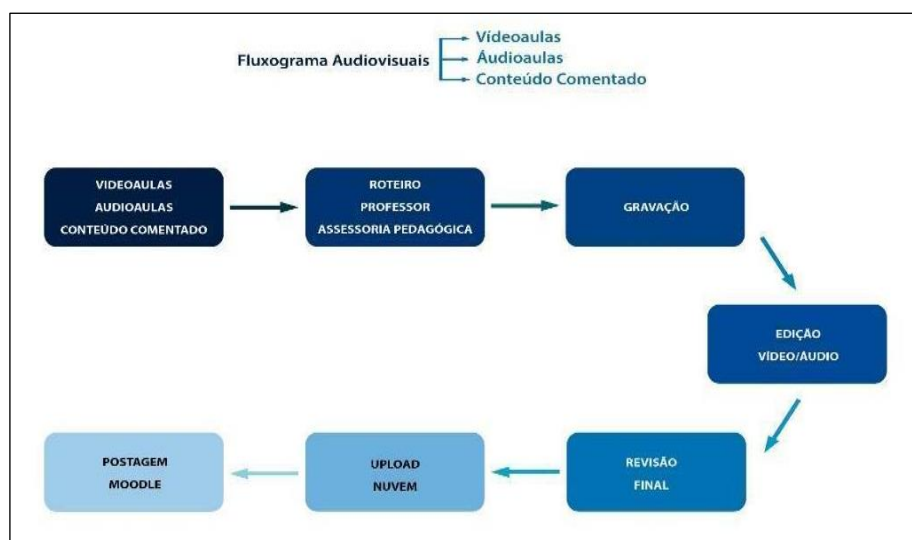 Fluxograma Audiovisuais
Vídeoaulas
Áudioaulas
Conteúdo Comentado
VIDEOAULAS
AUDIOAULAS
CONTEÚDO COMENTADO
ROTEIRO
PROFESSOR
ASSESSORIA PEDAGÓGICA
GRAVAÇÃO
EDIÇÃO
VÍDEO/ÁUDIO
REVISÃO
FINAL
UPLOAD
NUVEM
POSTAGEM
MOODLE